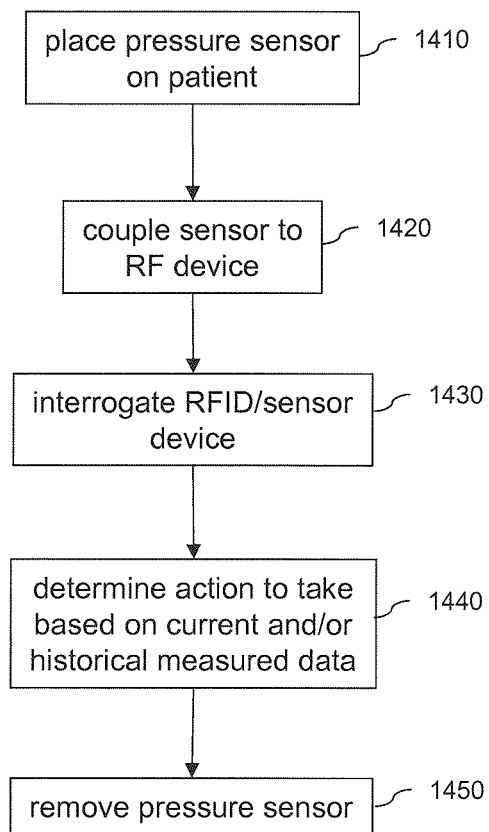 place pressure sensor
on patient
1410
couple sensor to
RF device
1420
interrogate RFID/sensor
device
1430
determine action to take
based on current and/or
historical measured data
1440
remove pressure sensor
1450